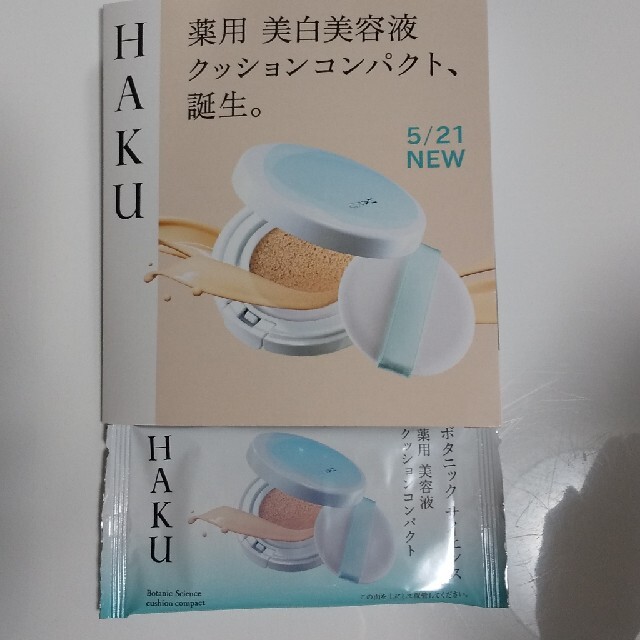 HAKU
薬用 美白美容液
クッションコンパクト、
誕生。
5/21
NEW
HAKU
ボタニック サイエンス
薬用 美容液
クッションコンパクト
Botanic Science
cushion compact